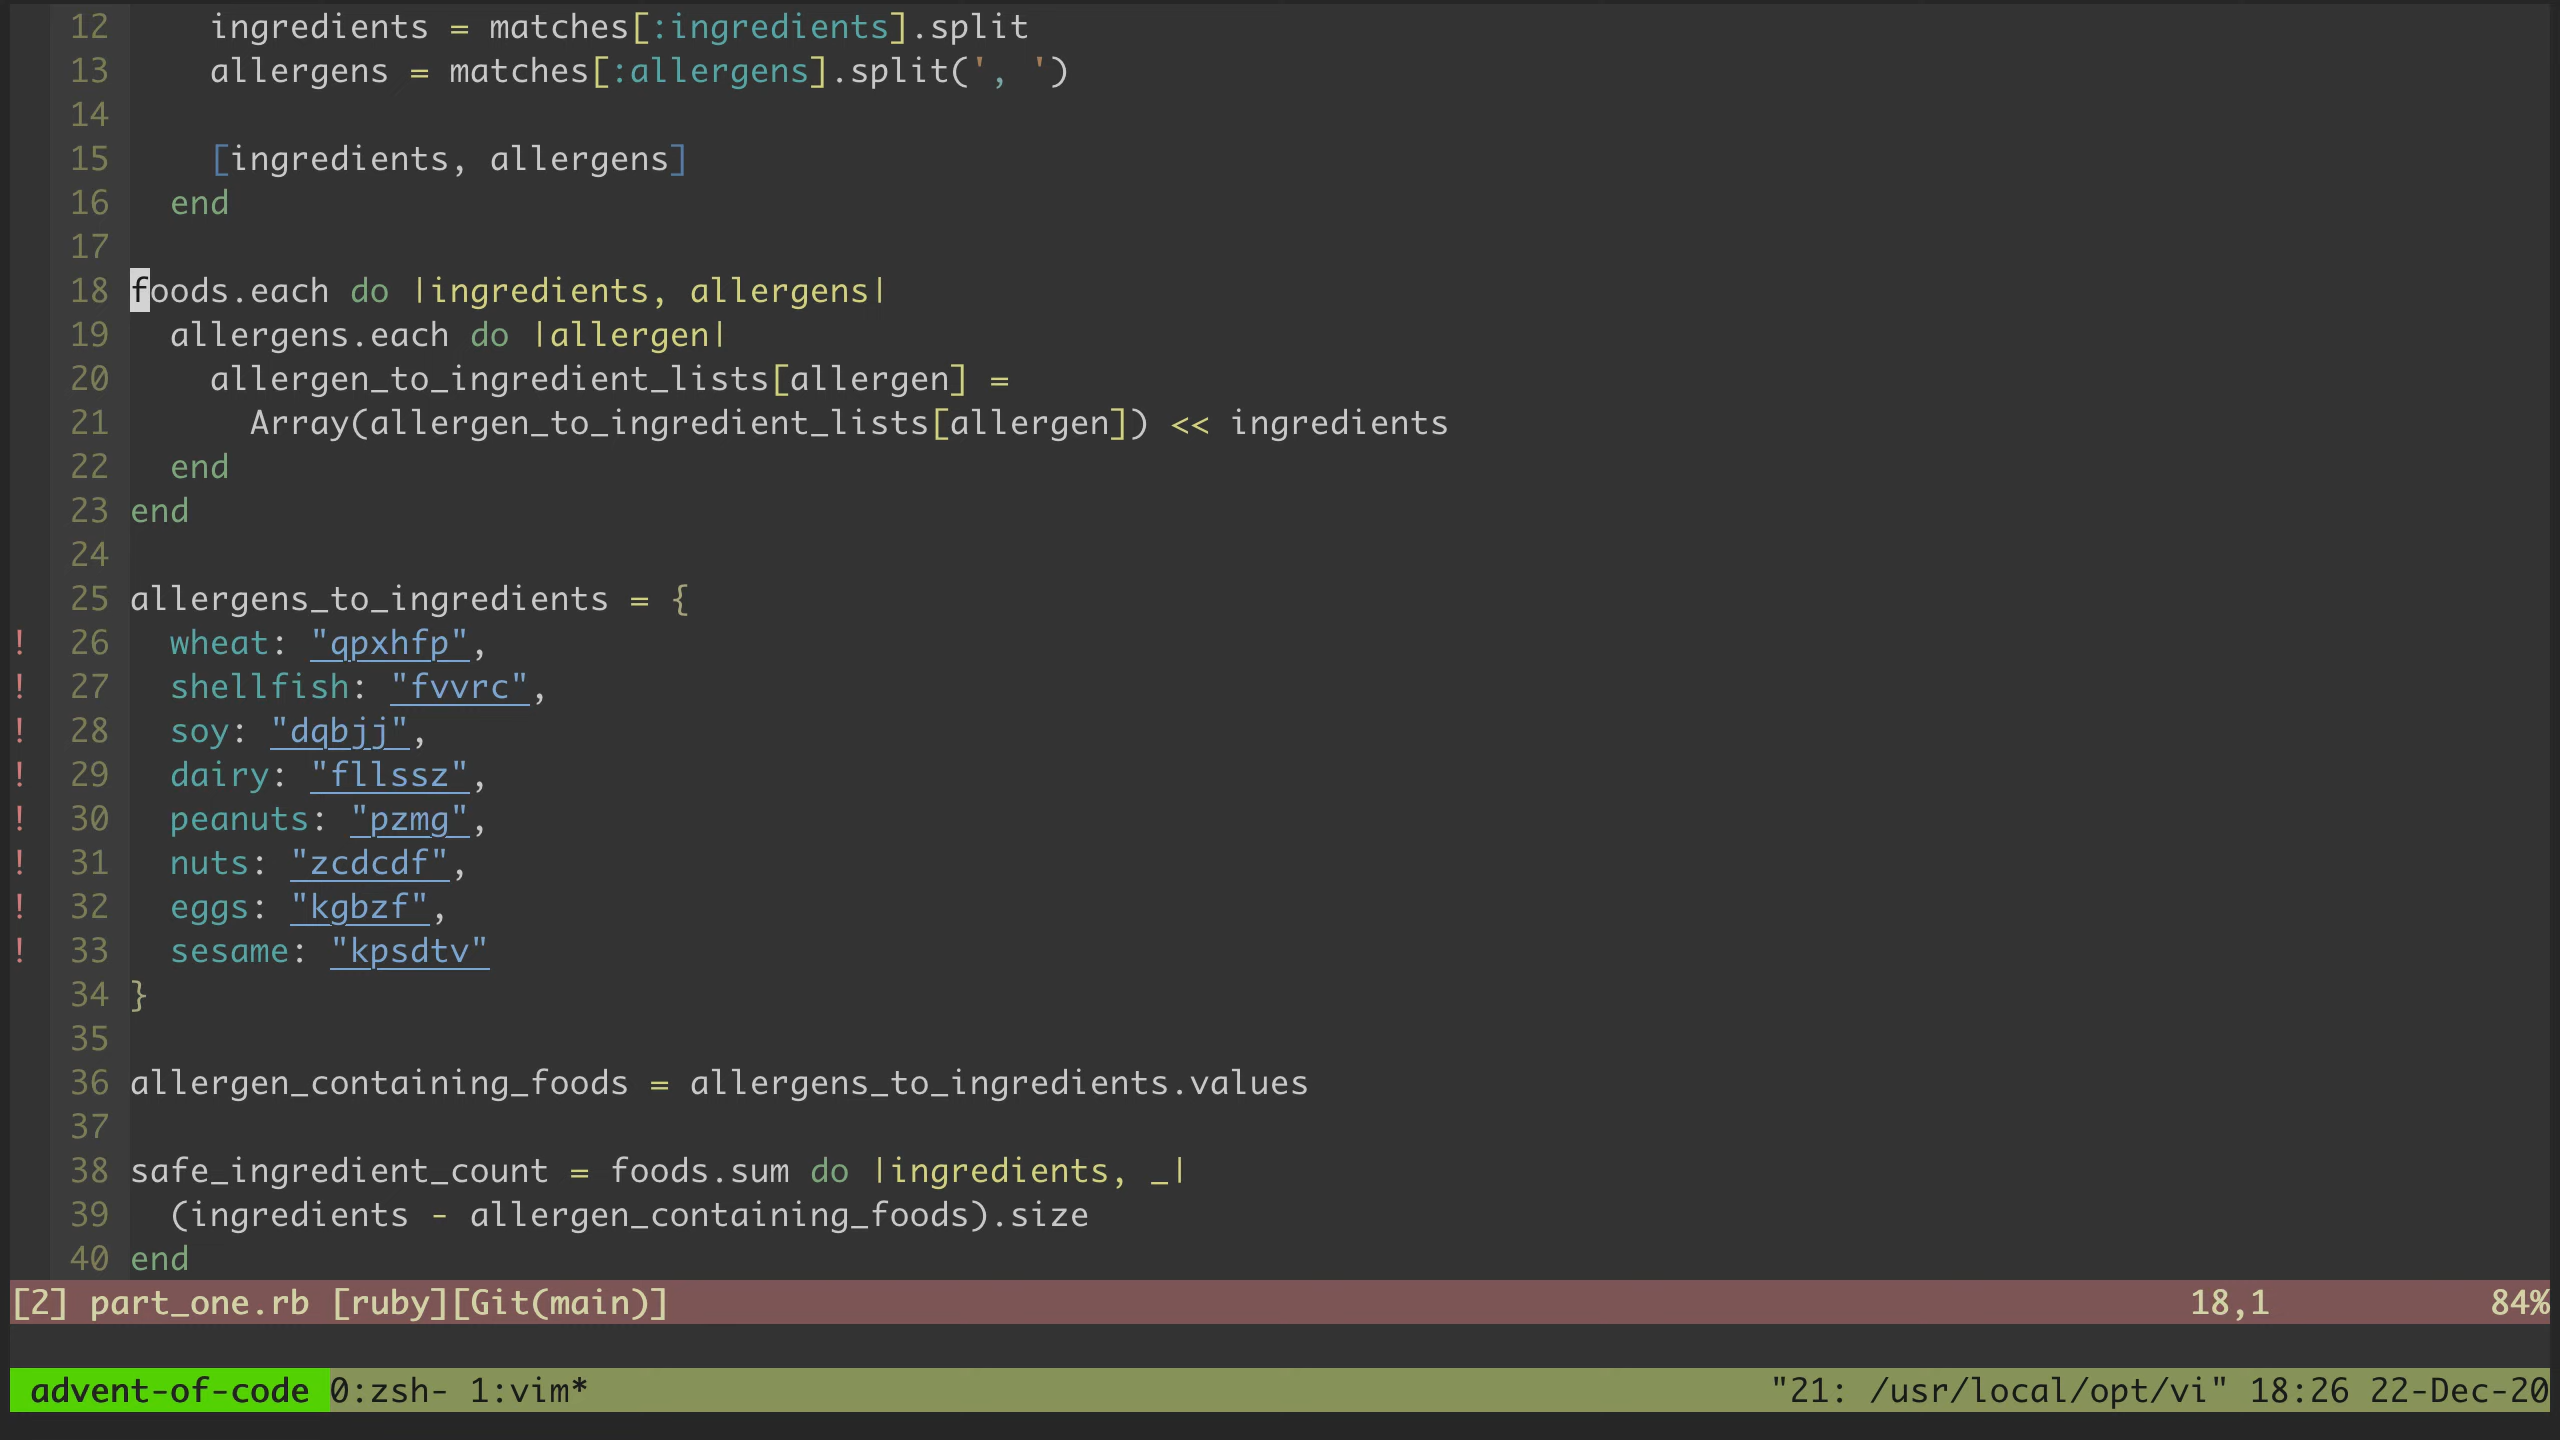 12     ingredients = matches[:ingredients].split
13     allergens = matches[:allergens].split(', ')
14
15     [ingredients, allergens]
16   end
17
18 foods.each do |ingredients, allergens|
19   allergens.each do |allergen|
20     allergen_to_ingredient_lists[allergen] =
21       Array(allergen_to_ingredient_lists[allergen]) << ingredients
22   end
23 end
24
25 allergens_to_ingredients = {
! 26   wheat: "qpxhfp",
! 27   shellfish: "fvvrc",
! 28   soy: "dqbjj",
! 29   dairy: "fllssz",
! 30   peanuts: "pzmg",
! 31   nuts: "zcdcdf",
! 32   eggs: "kgbzf",
! 33   sesame: "kpsdtv"
34 }
35
36 allergen_containing_foods = allergens_to_ingredients.values
37
38 safe_ingredient_count = foods.sum do |ingredients, _|
39   (ingredients - allergen_containing_foods).size
40 end
[2] part_one.rb [ruby][Git(main)] 18,1 84%
advent-of-code 0:zsh- 1:vim* "21: /usr/local/opt/vi" 18:26 22-Dec-20